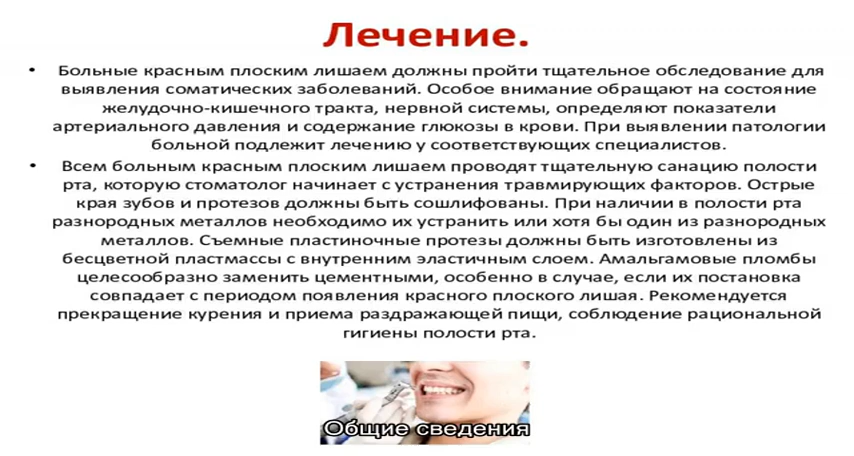 Лечение.
• Больные красным плоским лишаем должны пройти тщательное обследование для
выявления соматических заболеваний. Особое внимание обращают на состояние
желудочно-кишечного тракта, нервной системы, определяют показатели
артериального давления и содержание глюкозы в крови. При выявлении патологии
больной подлежит лечению у соответствующих специалистов.
• Всем больным красным плоским лишаем проводят тщательную санацию полости
рта, которую стоматолог начинает с устранения травмирующих факторов. Острые
края зубов и протезов должны быть сошлифованы. При наличии в полости рта
разнородных металлов необходимо их устранить или хотя бы один из разнородных
металлов. Съемные пластиночные протезы должны быть изготовлены из
бесцветной пластмассы с внутренним эластичным слоем. Амальгамовые пломбы
целесообразно заменить цементными, особенно в случае, если их постановка
совпадает с периодом появления красного плоского лишая. Рекомендуется
прекращение курения и приема раздражающей пищи, соблюдение рациональной
гигиены полости рта.
Общие сведения